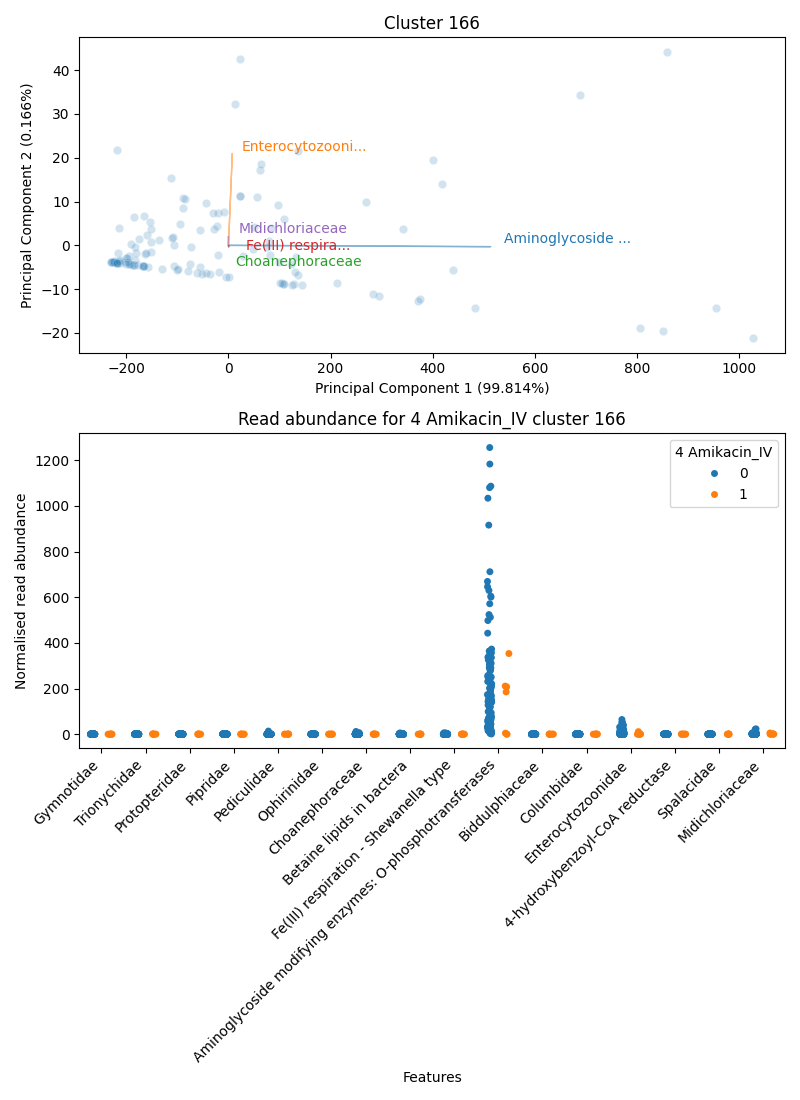 Cluster 166
Principal Component 2 (0.166%)
40
30
20
10
0
−10
−20
Enterocytozooni...
Midichloriaceae
Fe(III) respira...
Choanephoraceae
Aminoglycoside ...
−200
0
200
400
600
800
1000
Principal Component 1 (99.814%)
Read abundance for 4 Amikacin_IV cluster 166
Normalised read abundance
1200
1000
800
600
400
200
0
4 Amikacin_IV
0
1
Gymnotidae
Trionychidae
Protopteridae
Pipridae
Pediculidae
Ophirinidae
Choanephoraceae
Betaine lipids in bactera
Fe(III) respiration - Shewanella type
Aminoglycoside modifying enzymes: O-phosphotransferases
Biddulphiaceae
Columbidae
Enterocytozoonidae
4-hydroxybenzoyl-CoA reductase
Spalacidae
Midichloriaceae
Features